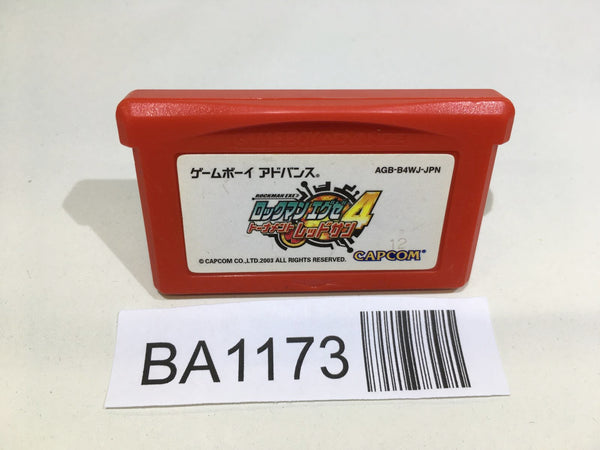 ゲームボーイ アドバンス®
AGB-B4WJ-JPN
ROCKMAN EXE
ロックマンエグゼ4
トーナメント レッドサン
12
CAPCOM
© CAPCOM CO.,LTD.2003 ALL RIGHTS RESERVED.
BA1173